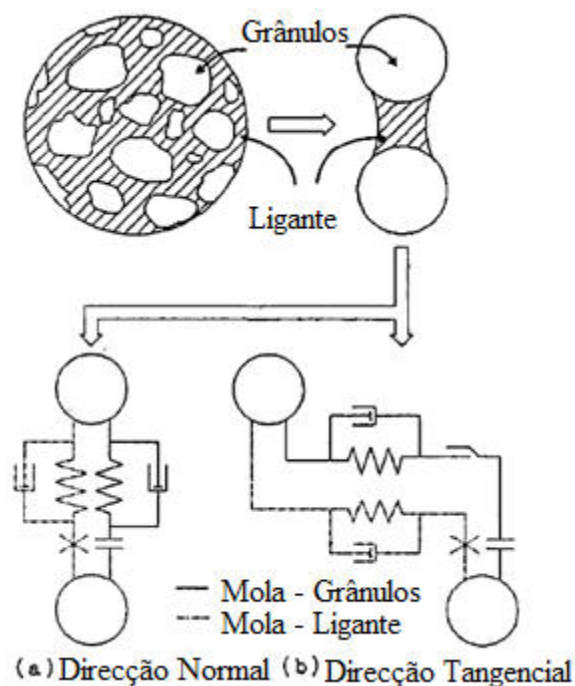 Grânulos
Ligante
Mola - Grânulos
Mola - Ligante
(a) Direcção Normal (b) Direcção Tangencial